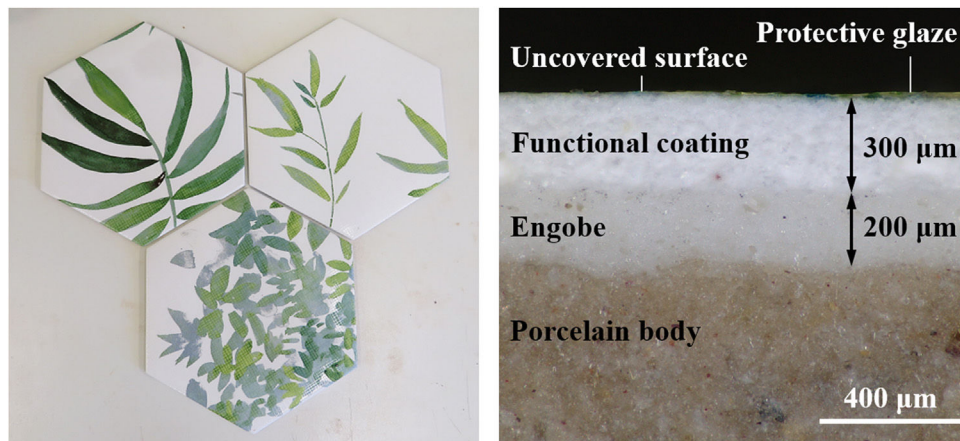 Protective glaze
Uncovered surface
Functional coating
300 μm
Engobe
200 μm
Porcelain body
400 μm